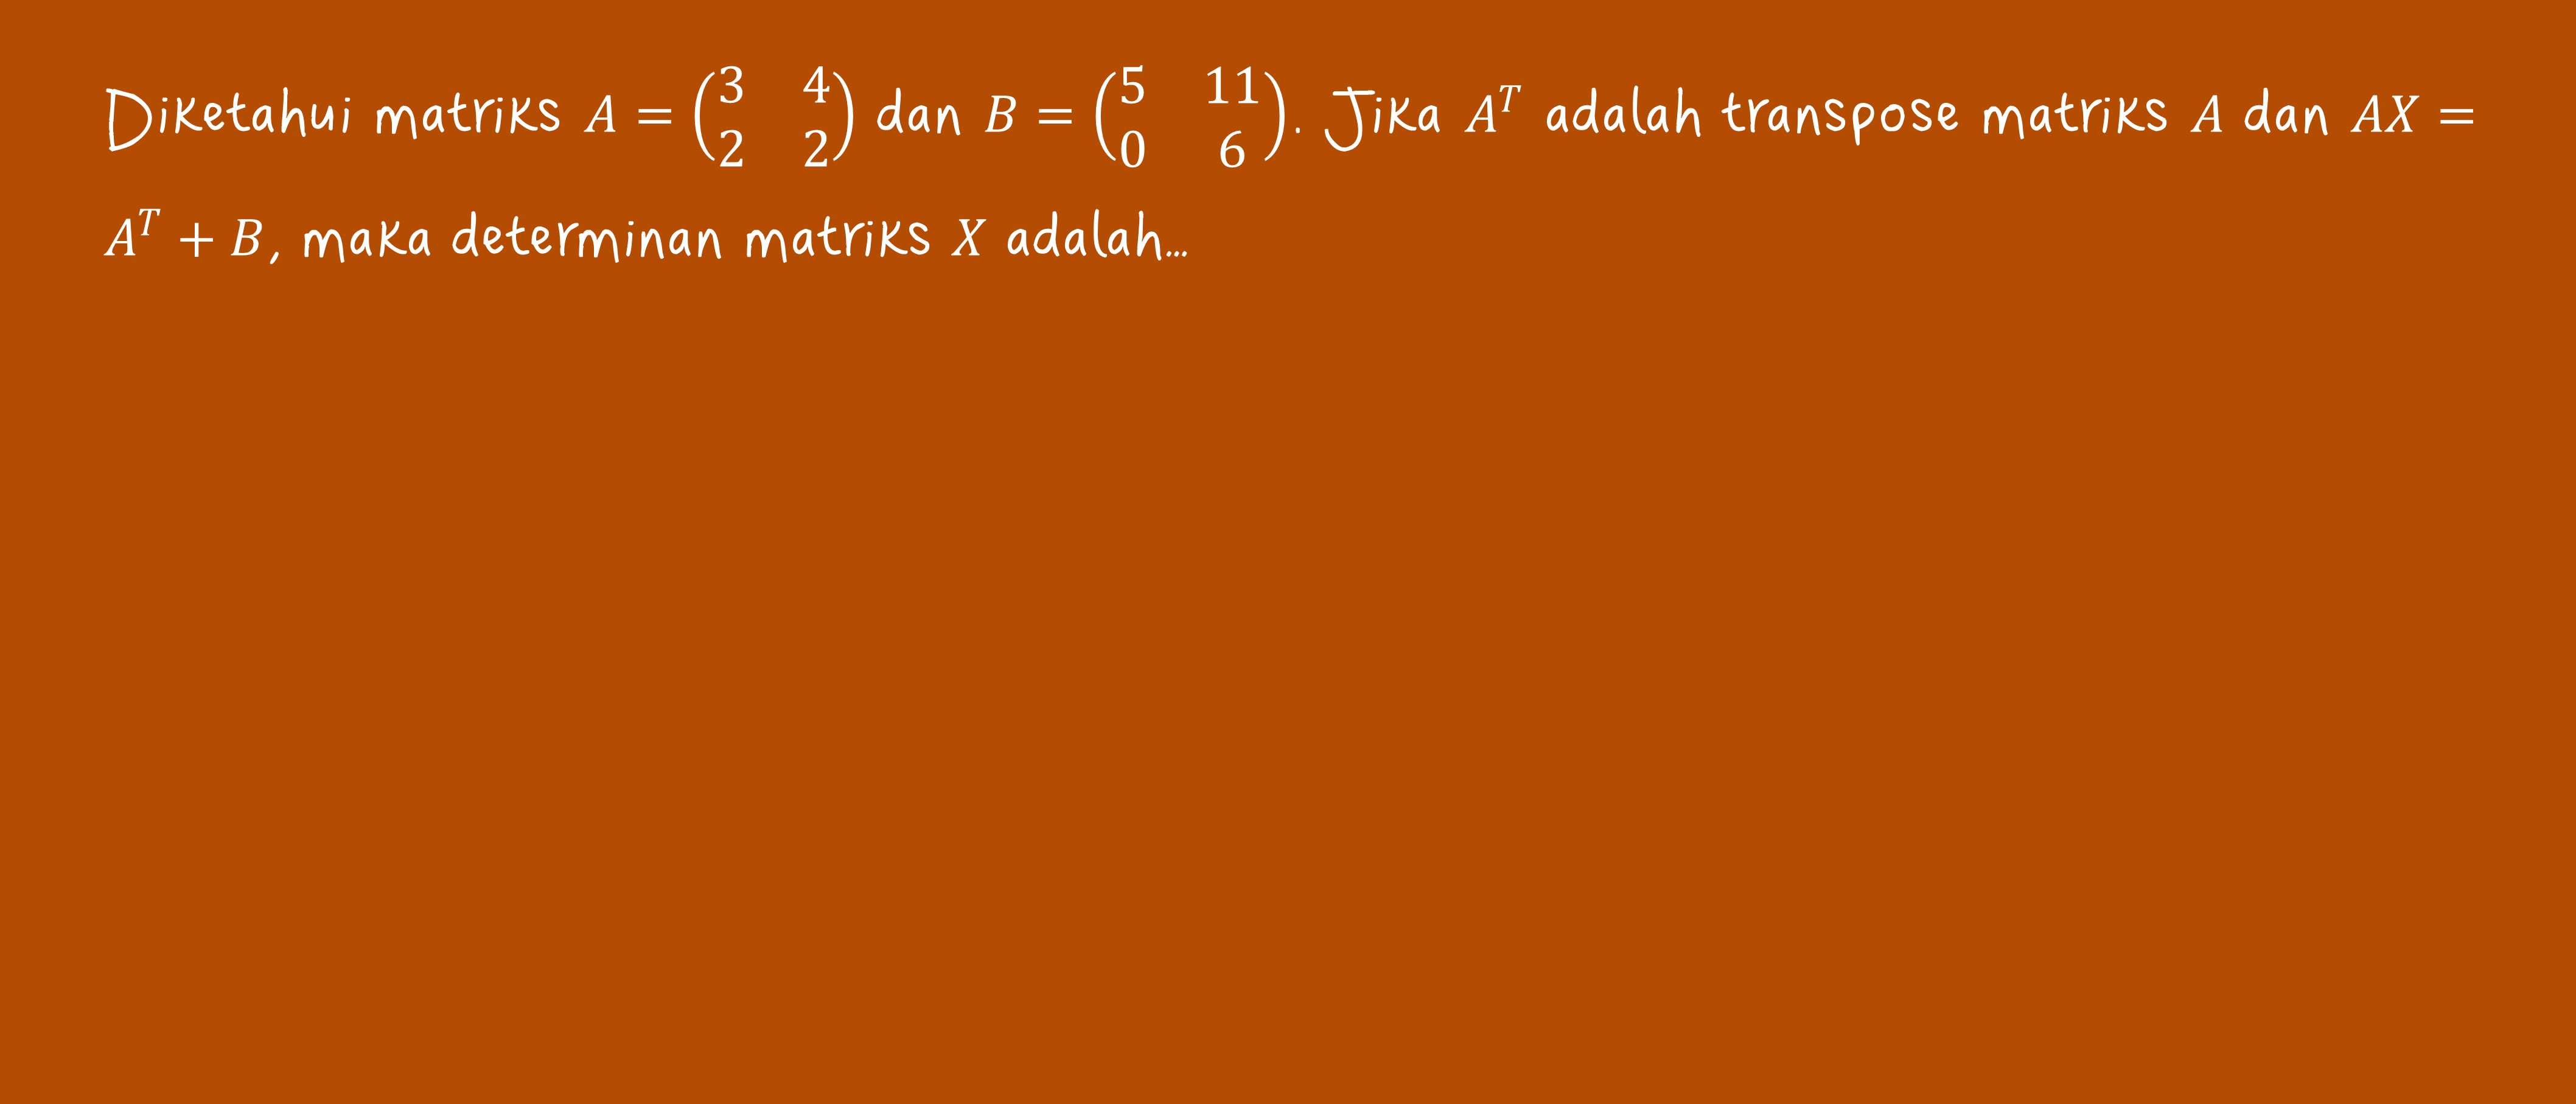 Diketahui matriks $A = \begin{pmatrix} 3 & 4 \\ 2 & 2 \end{pmatrix}$ dan $B = \begin{pmatrix} 5 & 11 \\ 0 & 6 \end{pmatrix}$. Jika $A^T$ adalah transpose matriks $A$ dan $AX =$
$A^T + B$, maka determinan matriks $X$ adalah...